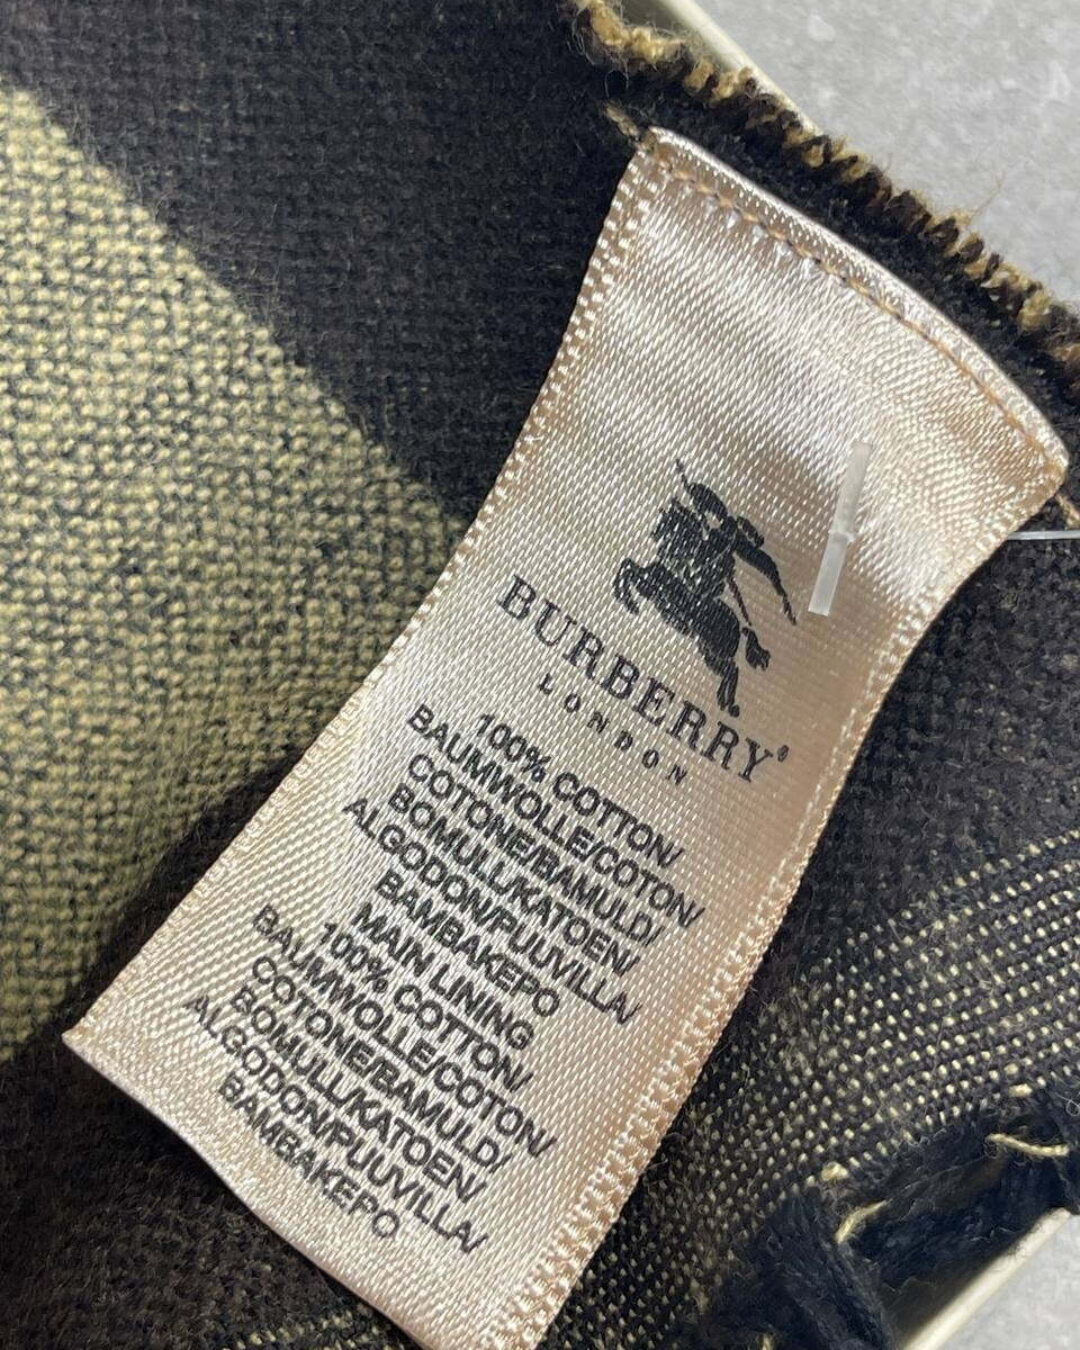 BURBERRY®
LONDON
100% COTTON/
BAUMWOLLE/COTON/
COTONE/BAMULD/
BOMULL/KATOEN/
ALGODON/PUUVILLA/
BAMBAKEPO
MAIN LINING
100% COTTON/
BAUMWOLLE/COTON/
COTONE/BAMULD/
BOMULL/KATOEN/
ALGODON/PUUVILLA/
BAMBAKEPO